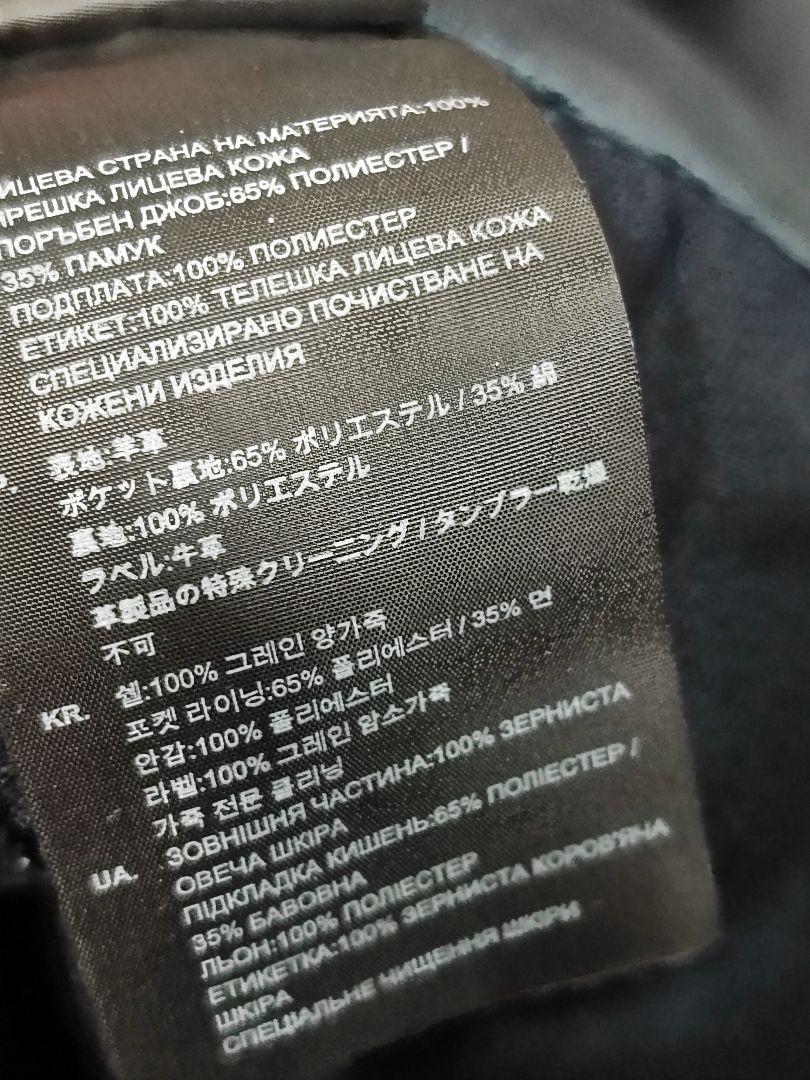 ЛИЦЕВА СТРАНА НА МАТЕРИЯТА:100%
ЛИЦЕВА КОЖА
ПОРЪБЕН ДЖОБ:65% ПОЛИЕСТЕР /
35% ПАМУК
ПОДПЛАТА:100% ПОЛИЕСТЕР
ЕТИКЕТ:100% ТЕЛЕШКА ЛИЦЕВА КОЖА
СПЕЦИАЛИЗИРАНО ПОЧИСТВАНЕ НА
КОЖЕНИ ИЗДЕЛИЯ
表地:羊革
ポケット裏地:65% ポリエステル / 35% 綿
裏地:100% ポリエステル
ラベル:牛革
革製品の特殊クリーニング / タンブラー乾燥
不可
KR. 쉘:100% 그레인 양가죽
포켓 라이닝:65% 폴리에스터 / 35% 면
안감:100% 폴리에스터
라벨:100% 그레인 암소가죽
가죽 전문 클리닝
UA. ЗОВНІШНЯ ЧАСТИНА:100% ЗЕРНИСТА
ОВЕЧА ШКІРА
ПІДКЛАДКА КИШЕНЬ:65% ПОЛІЕСТЕР /
35% БАВОВНА
ЛЬОН:100% ПОЛІЕСТЕР
ЕТИКЕТКА:100% ЗЕРНИСТА КОРОВ'ЯЧА
ШКІРА
СПЕЦІАЛЬНЕ ЧИЩЕННЯ ШКІРИ